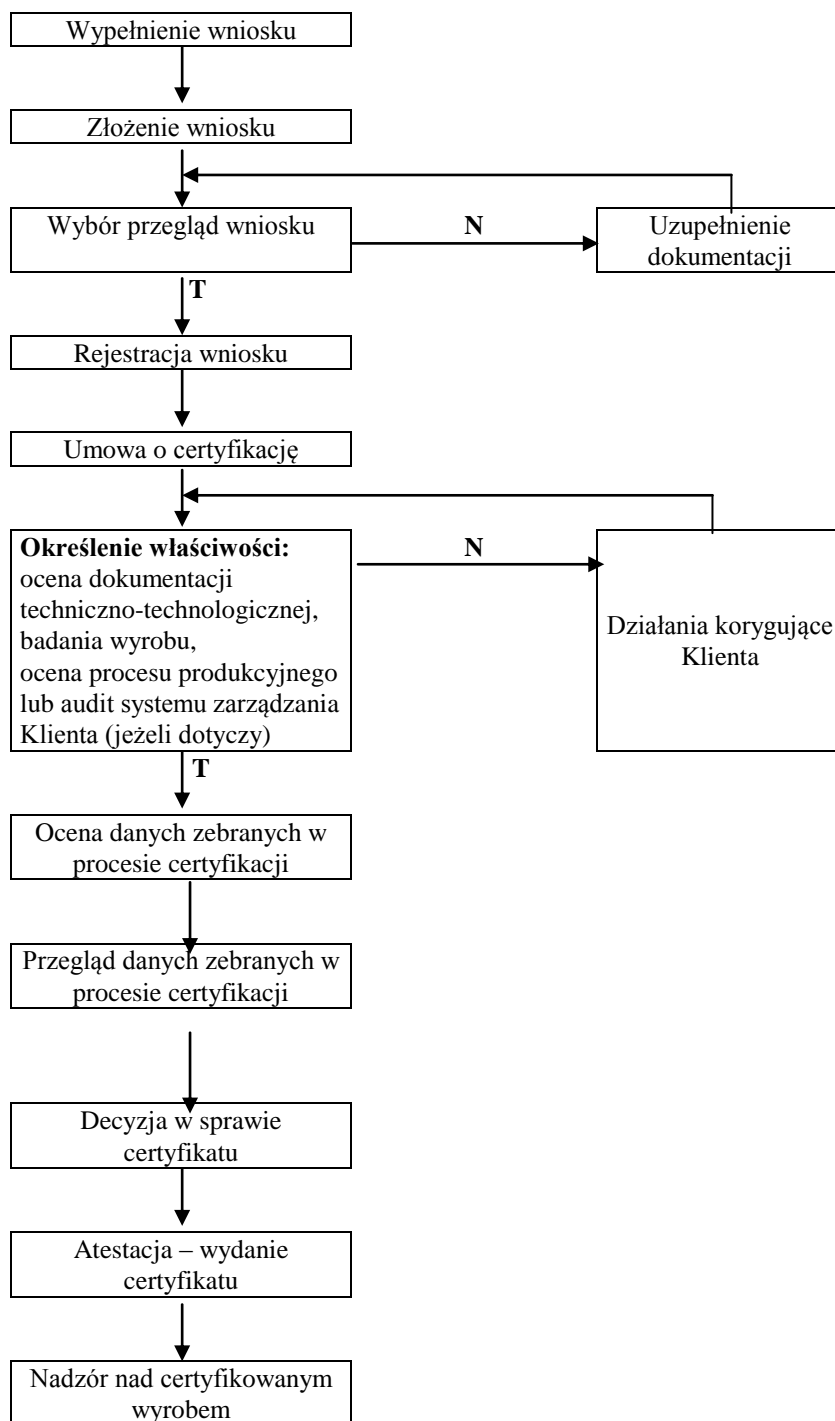 Wypełnienie wniosku
Złożenie wniosku
Wybór przegląd wniosku
N
Uzupełnienie
dokumentacji
T
Rejestracja wniosku
Umowa o certyfikację
Określenie właściwości:
ocena dokumentacji
techniczno-technologicznej,
badania wyrobu,
ocena procesu produkcyjnego
lub audit systemu zarządzania
Klienta (jeżeli dotyczy)
N
Działania korygujące
Klienta
T
Ocena danych zebranych w
procesie certyfikacji
Przegląd danych zebranych w
procesie certyfikacji
Decyzja w sprawie
certyfikatu
Atestacja – wydanie
certyfikatu
Nadzór nad certyfikowanym
wyrobem